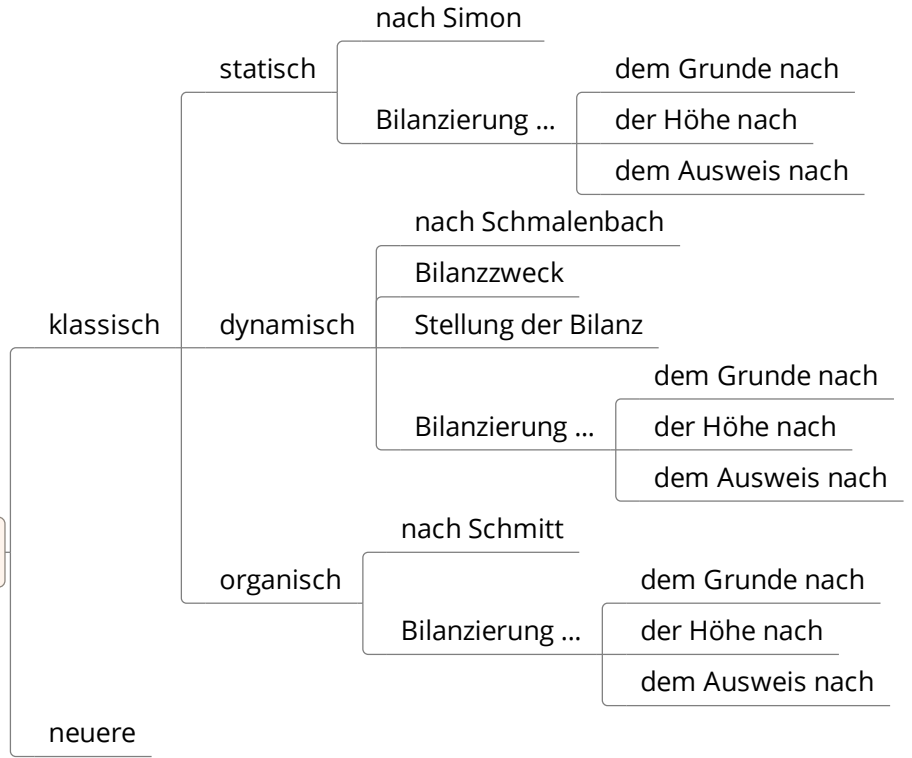 nach Simon
statisch
dem Grunde nach
Bilanzierung ...
der Höhe nach
dem Ausweis nach
nach Schmalenbach
Bilanzzweck
klassisch
dynamisch
Stellung der Bilanz
dem Grunde nach
Bilanzierung ...
der Höhe nach
dem Ausweis nach
nach Schmitt
organisch
dem Grunde nach
Bilanzierung ...
der Höhe nach
dem Ausweis nach
neuere